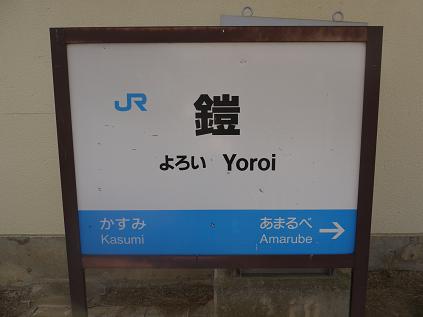 JR
鎧
よろい Yoroi
かすみ あまるべ
Kasumi Amarube →